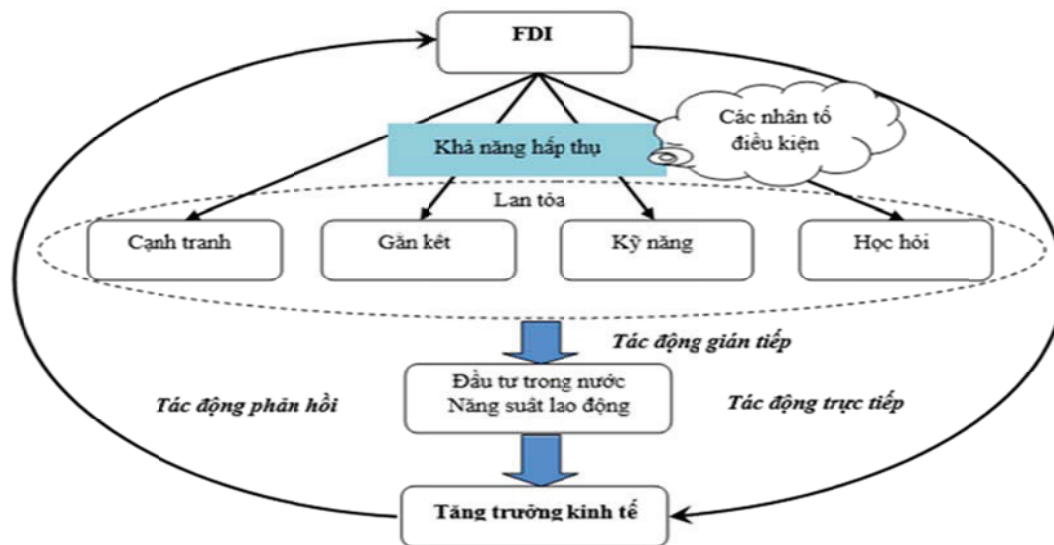 FDI
Các nhân tố
điều kiện
Khả năng hấp thụ
Lan tỏa
Cạnh tranh
Gắn kết
Kỹ năng
Học hỏi
Tác động gián tiếp
Đầu tư trong nước
Năng suất lao động
Tác động phản hồi
Tác động trực tiếp
Tăng trưởng kinh tế